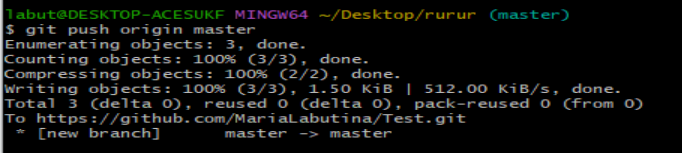 labut@DESKTOP-ACESUKF MINGW64 ~/Desktop/rurur (master)
$ git push origin master
Enumerating objects: 3, done.
Counting objects: 100% (3/3), done.
Compressing objects: 100% (2/2), done.
Writing objects: 100% (3/3), 1.50 KiB | 512.00 KiB/s, done.
Total 3 (delta 0), reused 0 (delta 0), pack-reused 0 (from 0)
To https://github.com/MariaLabutina/Test.git
 * [new branch]      master -> master